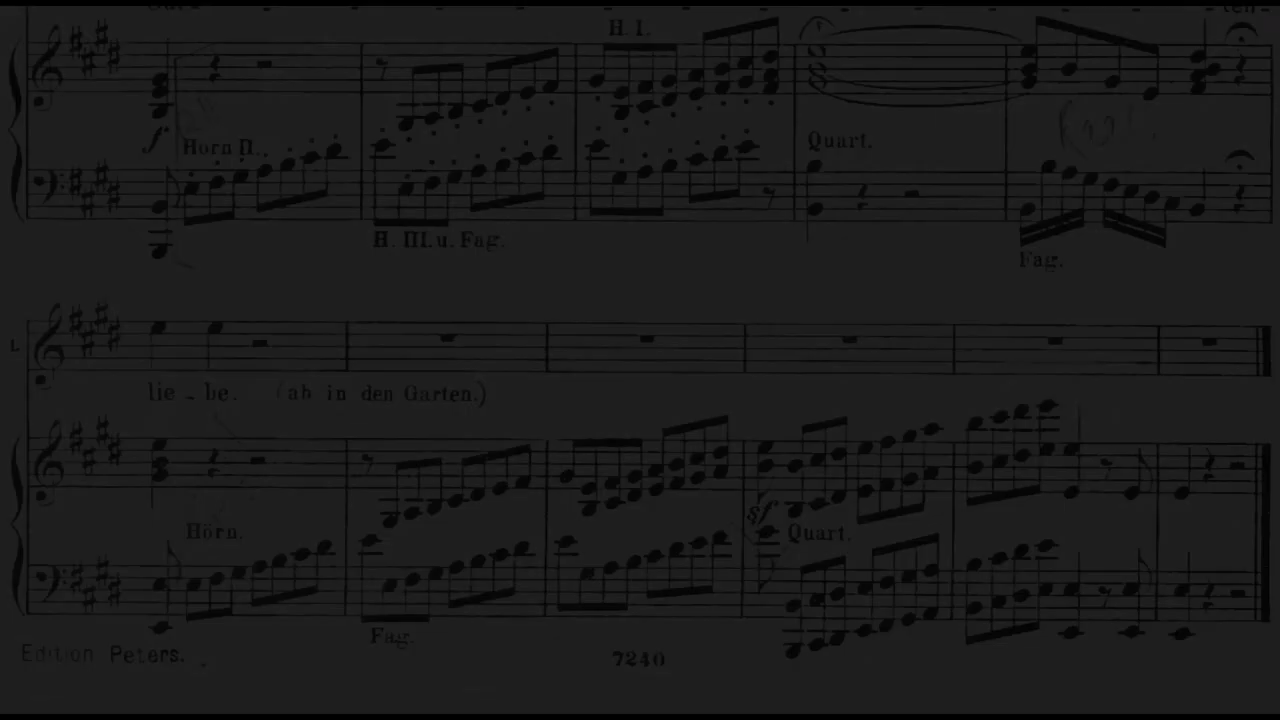 H. I.
f
Horn II.
Quart.
H. III. u. Fag.
Fag.
L
lie - be. (ab in den Garten.)
Hörn.
sf
Quart.
Fag.
Edition Peters.
7240